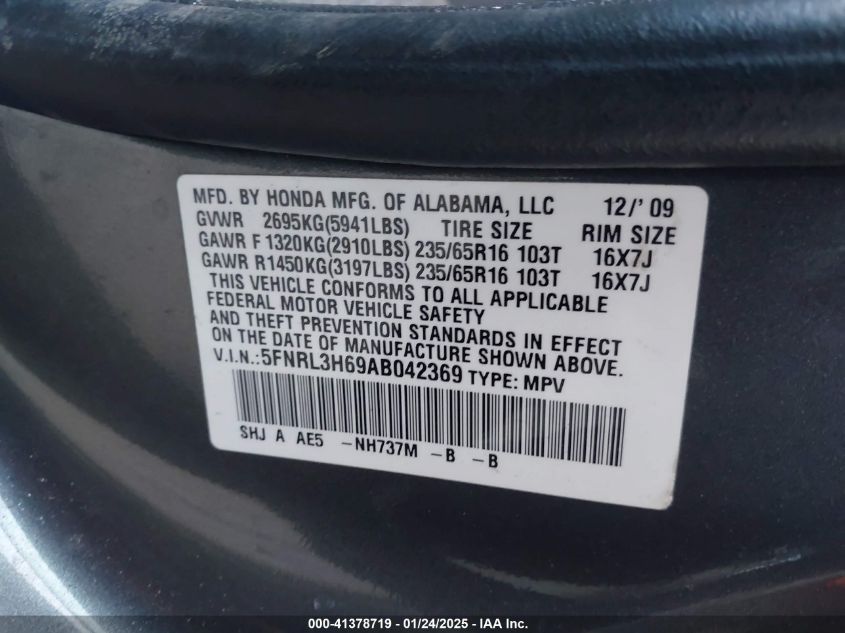 MFD. BY HONDA MFG. OF ALABAMA, LLC 12/'09
GVWR 2695KG(5941LBS) TIRE SIZE RIM SIZE
GAWR F 1320KG(2910LBS) 235/65R16 103T 16X7J
GAWR R1450KG(3197LBS) 235/65R16 103T 16X7J
THIS VEHICLE CONFORMS TO ALL APPLICABLE
FEDERAL MOTOR VEHICLE SAFETY
AND THEFT PREVENTION STANDARDS IN EFFECT
ON THE DATE OF MANUFACTURE SHOWN ABOVE.
V.I.N.:5FNRL3H69AB042369 TYPE: MPV
SHJ A AE5 -NH737M -B -B
000-41378719 - 01/24/2025 - IAA Inc.